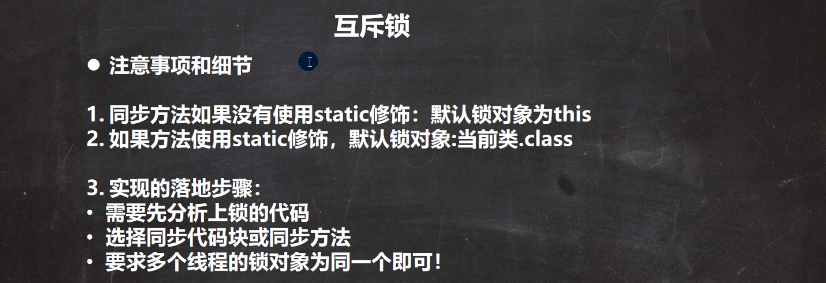 互斥锁
● 注意事项和细节
1. 同步方法如果没有使用static修饰：默认锁对象为this
2. 如果方法使用static修饰，默认锁对象:当前类.class
3. 实现的落地步骤：
• 需要先分析上锁的代码
• 选择同步代码块或同步方法
• 要求多个线程的锁对象为同一个即可！